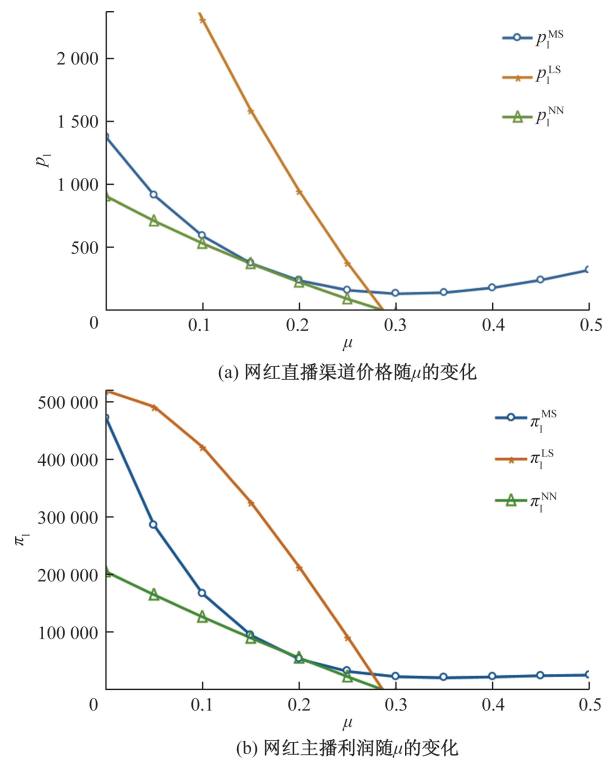 2 000
1 500
1 000
500
0
0.1
0.2
0.3
0.4
0.5
p₁
μ
p₁ᴹˢ
p₁ᴸˢ
p₁ᴺᴺ
(a) 网红直播渠道价格随μ的变化
500 000
400 000
300 000
200 000
100 000
0
0.1
0.2
0.3
0.4
0.5
π₁
μ
π₁ᴹˢ
π₁ᴸˢ
π₁ᴺᴺ
(b) 网红主播利润随μ的变化